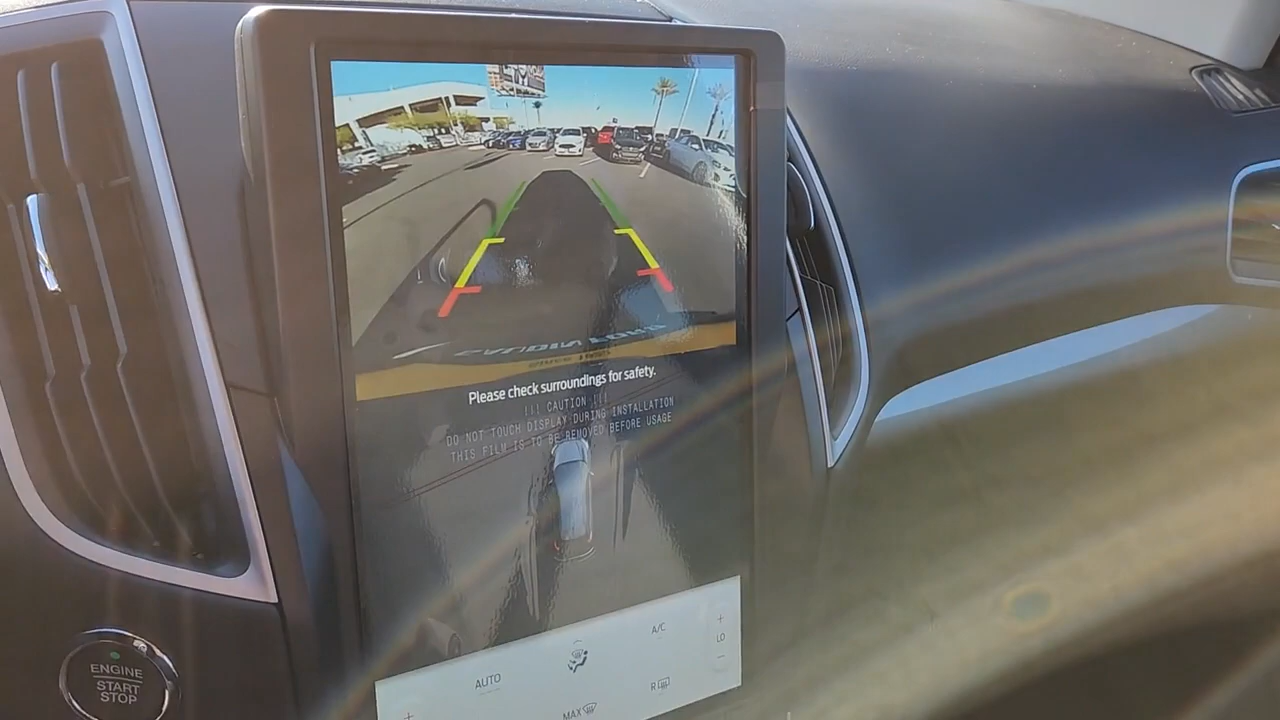 Please check surroundings for safety.
!!! CAUTION !!!
DO NOT TOUCH DISPLAY DURING INSTALLATION
THIS FILM IS TO BE REMOVED BEFORE USAGE
A/C
+
LO
−
AUTO
R
MAX
+
ENGINE
START
STOP